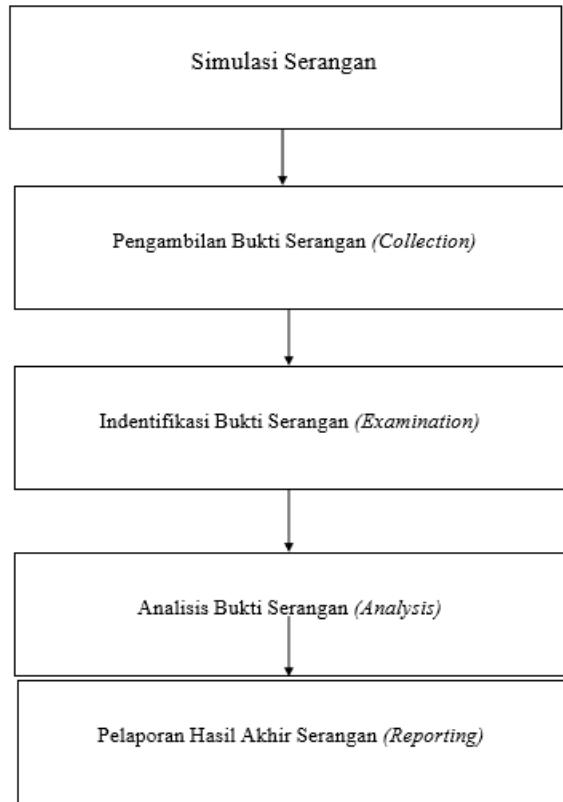 Simulasi Serangan
Pengambilan Bukti Serangan (Collection)
Indentifikasi Bukti Serangan (Examination)
Analisis Bukti Serangan (Analysis)
Pelaporan Hasil Akhir Serangan (Reporting)